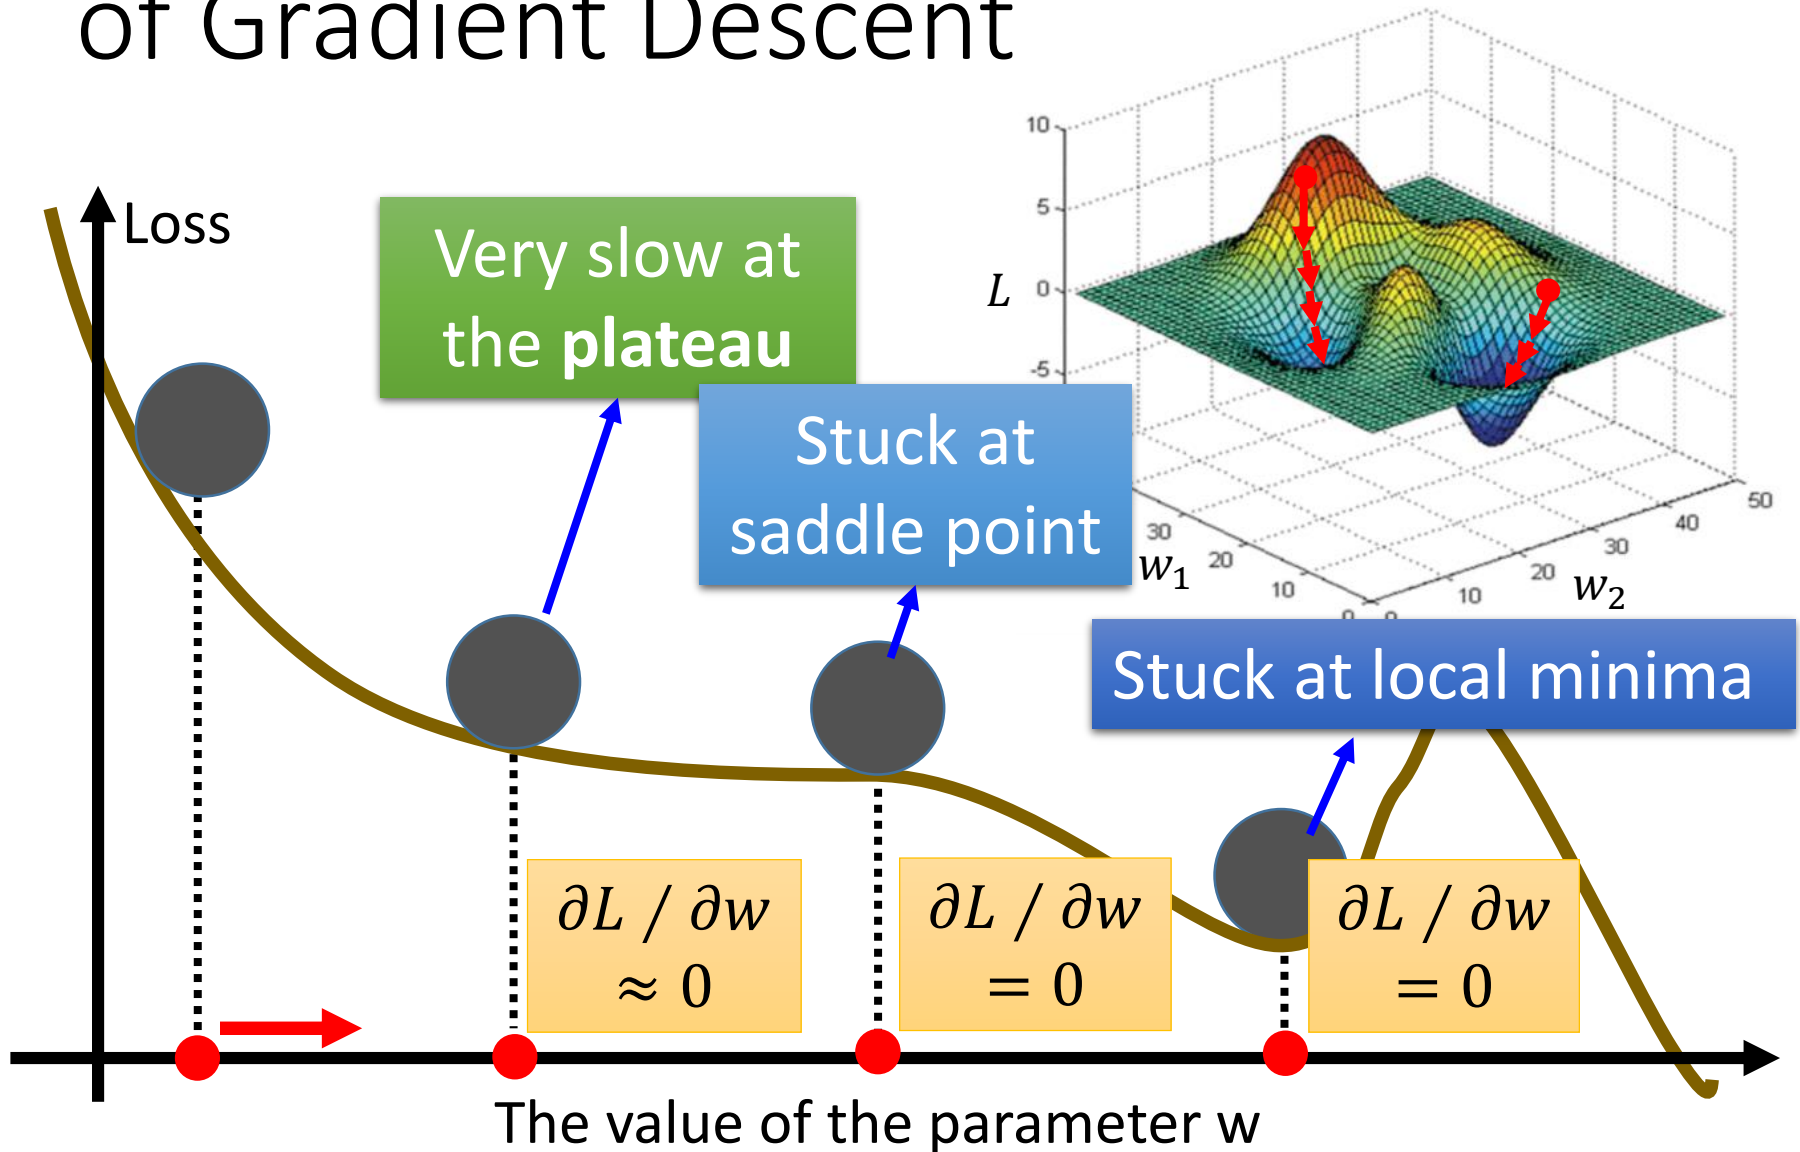 of Gradient Descent
Loss
Very slow at
the plateau
Stuck at
saddle point
Stuck at local minima
10
5
0
-5
L
30
20
10
0
w₁
0
10
20
30
40
50
w₂
∂L / ∂w
≈ 0
∂L / ∂w
= 0
∂L / ∂w
= 0
The value of the parameter w